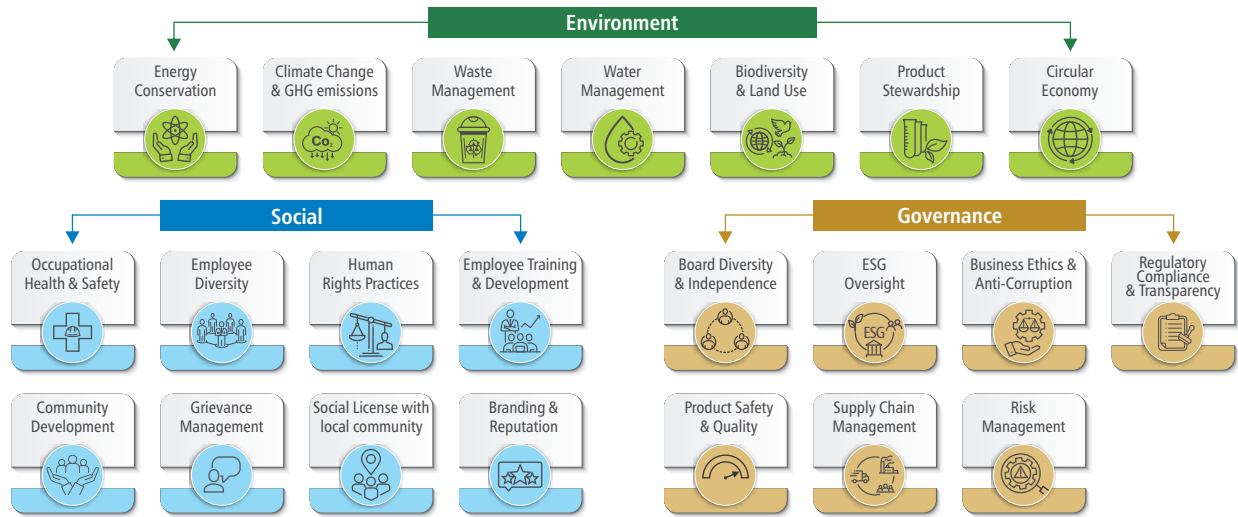 Environment
Energy
Conservation
Climate Change
& GHG emissions
Waste
Management
Water
Management
Biodiversity
& Land Use
Product
Stewardship
Circular
Economy
Co₂
Social
Governance
Occupational
Health & Safety
Employee
Diversity
Human
Rights Practices
Employee Training
& Development
Board Diversity
& Independence
ESG
Oversight
Business Ethics &
Anti-Corruption
Regulatory
Compliance
& Transparency
ESG
Community
Development
Grievance
Management
Social License with
local community
Branding &
Reputation
Product Safety
& Quality
Supply Chain
Management
Risk
Management